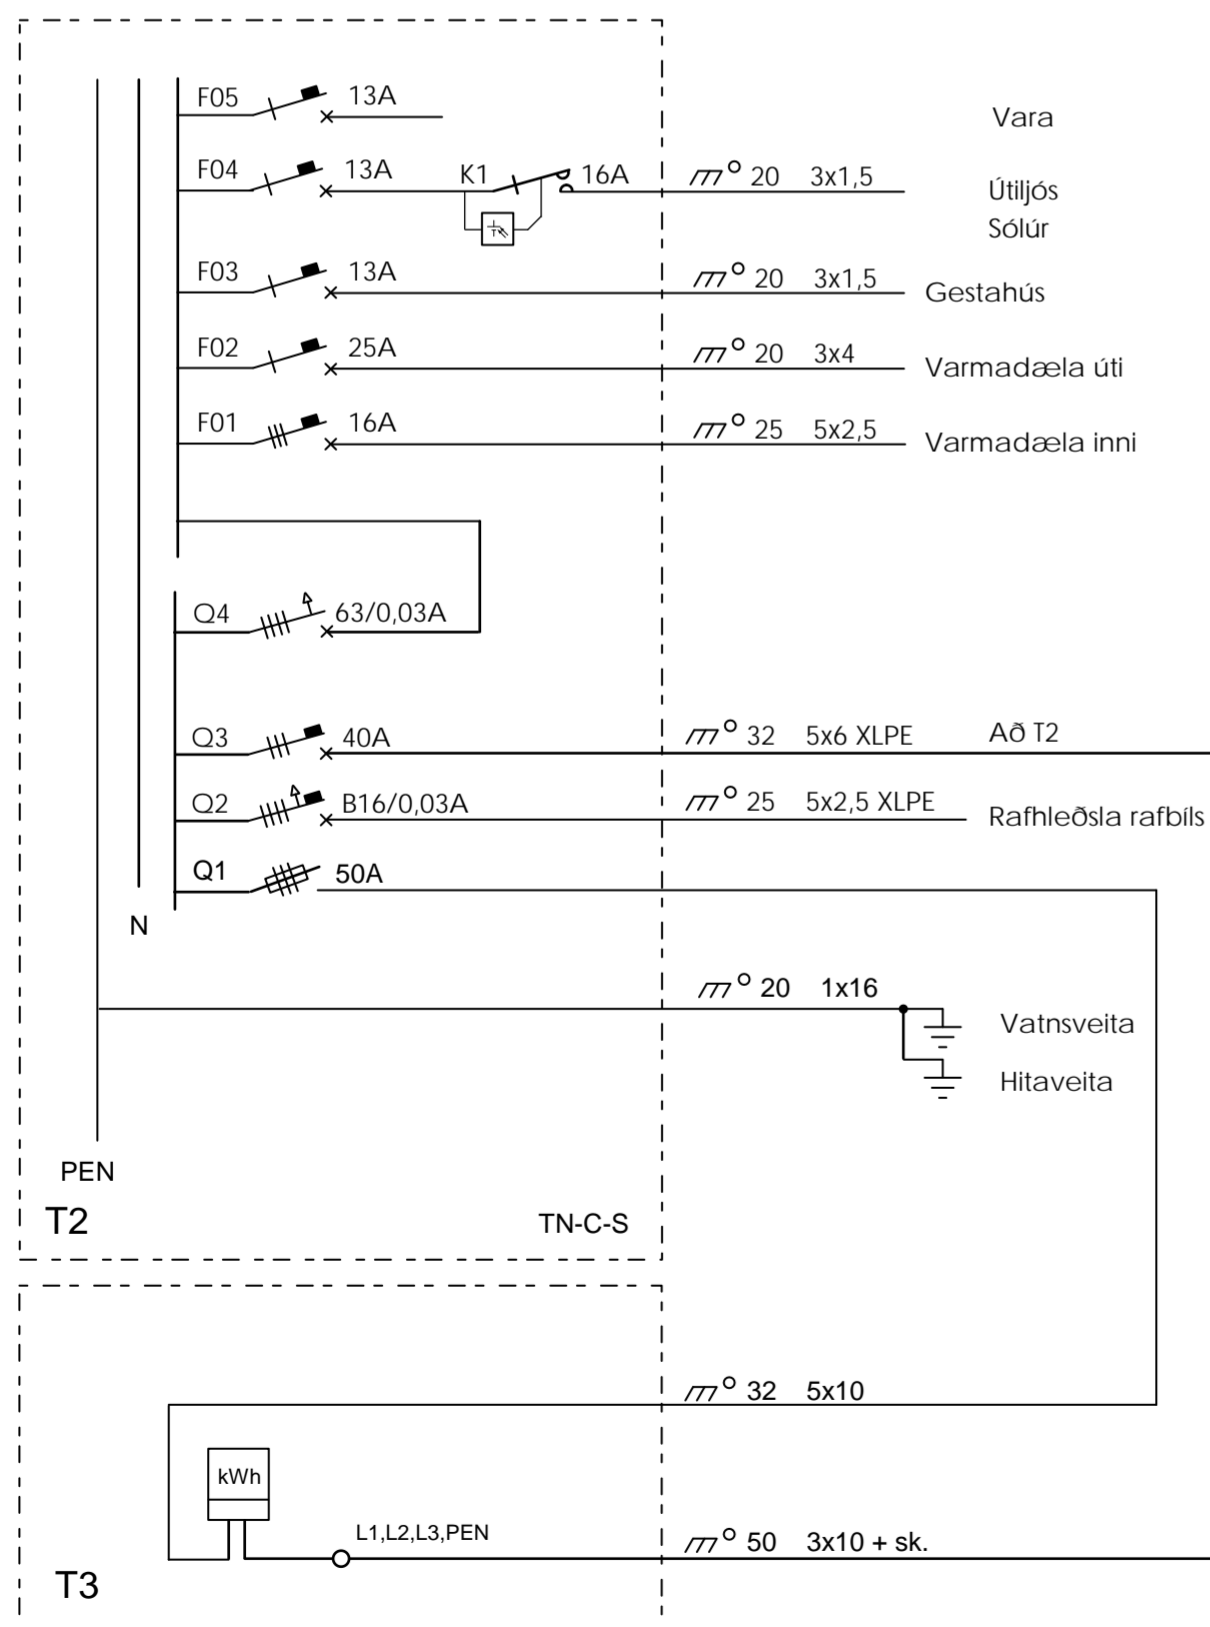 F05 13A Vara
F04 13A K1 16A 20 3x1,5 Útiljós
Sólúr
F03 13A 20 3x1,5 Gestahús
F02 25A 20 3x4 Varmadæla úti
F01 16A 25 5x2,5 Varmadæla inni
Q4 63/0,03A
Q3 40A 32 5x6 XLPE Að T2
Q2 B16/0,03A 25 5x2,5 XLPE Rafhleðsla rafbíls
Q1 50A
N
20 1x16
Vatnsveita
Hitaveita
PEN
T2 TN-C-S
32 5x10
kWh
L1,L2,L3,PEN 50 3x10 + sk.
T3